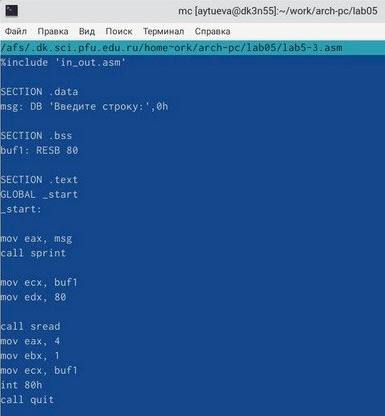 mc [aytueva@dk3n55]:~/work/arch-pc/lab05
Файл Правка Вид Поиск Терминал Справка
/afs/.dk.sci.pfu.edu.ru/home~ork/arch-pc/lab05/lab5-3.asm
%include 'in_out.asm'
SECTION .data
msg: DB 'Введите строку:',0h
SECTION .bss
buf1: RESB 80
SECTION .text
GLOBAL _start
_start:
mov eax, msg
call sprint
mov ecx, buf1
mov edx, 80
call sread
mov eax, 4
mov ebx, 1
mov ecx, buf1
int 80h
call quit